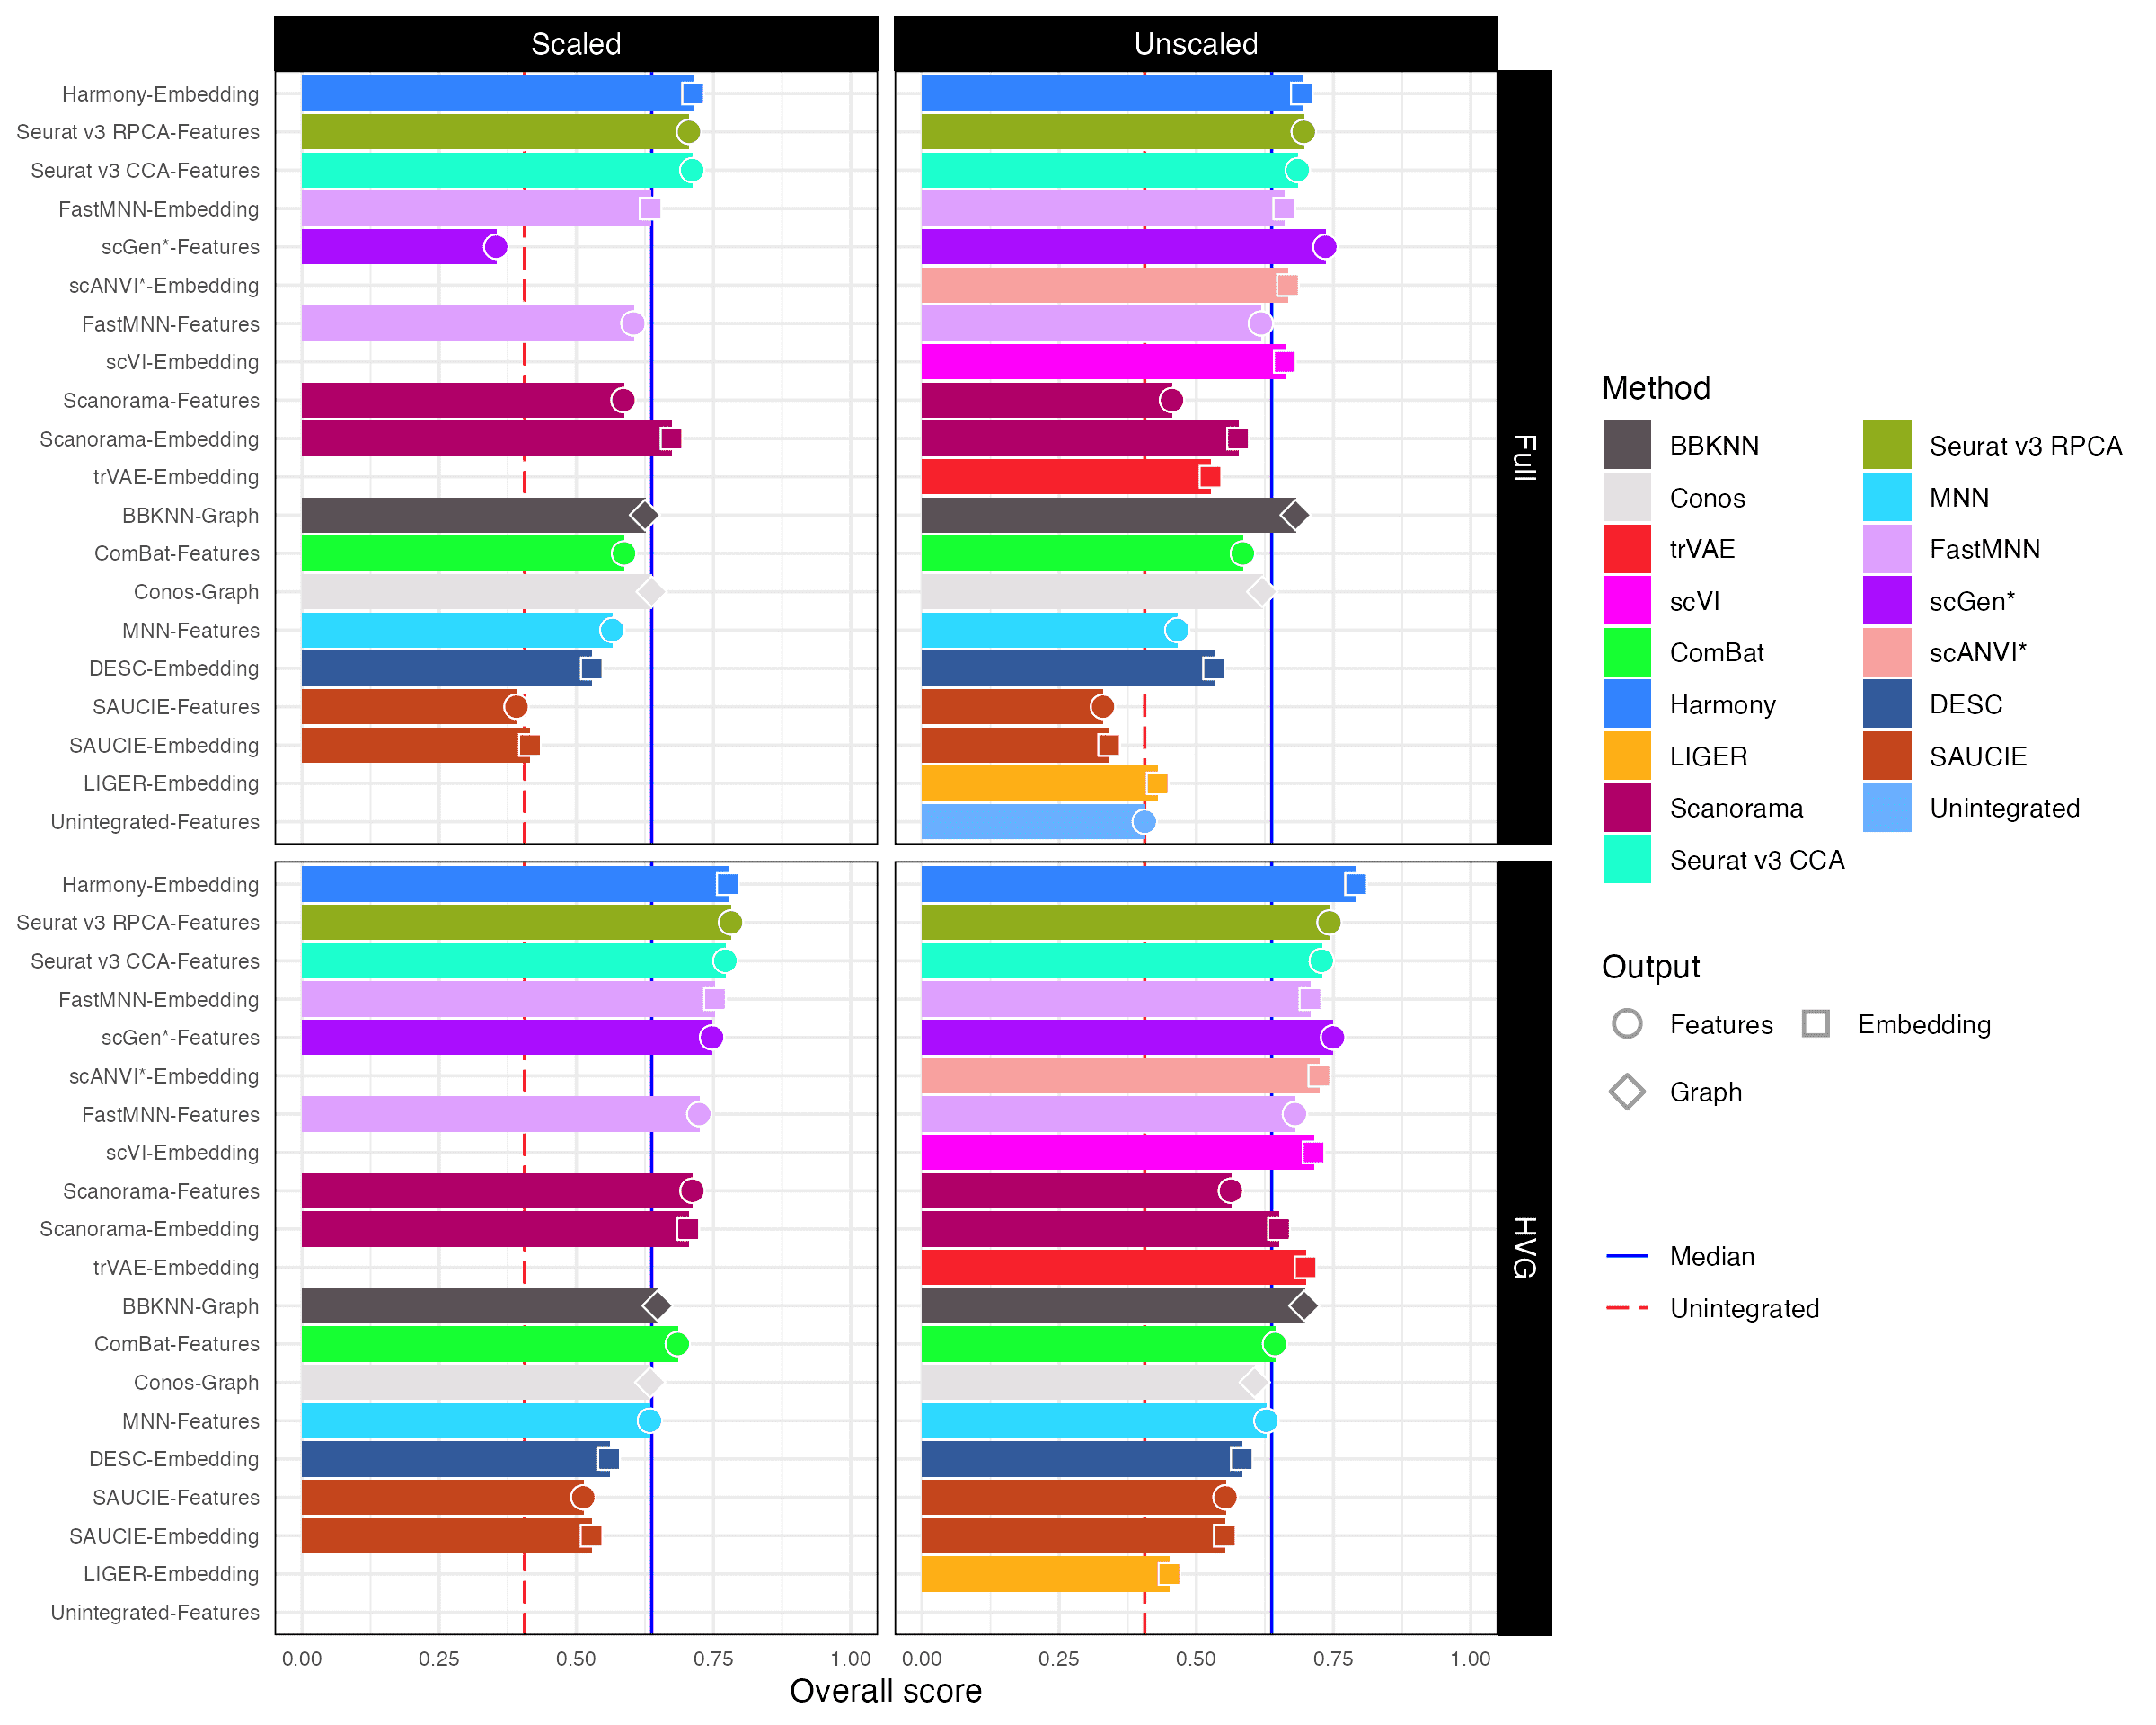 Scaled
Unscaled
Harmony-Embedding
Seurat v3 RPCA-Features
Seurat v3 CCA-Features
FastMNN-Embedding
scGen*-Features
scANVI*-Embedding
FastMNN-Features
scVI-Embedding
Scanorama-Features
Scanorama-Embedding
trVAE-Embedding
BBKNN-Graph
ComBat-Features
Conos-Graph
MNN-Features
DESC-Embedding
SAUCIE-Features
SAUCIE-Embedding
LIGER-Embedding
Unintegrated-Features
Full
Harmony-Embedding
Seurat v3 RPCA-Features
Seurat v3 CCA-Features
FastMNN-Embedding
scGen*-Features
scANVI*-Embedding
FastMNN-Features
scVI-Embedding
Scanorama-Features
Scanorama-Embedding
trVAE-Embedding
BBKNN-Graph
ComBat-Features
Conos-Graph
MNN-Features
DESC-Embedding
SAUCIE-Features
SAUCIE-Embedding
LIGER-Embedding
Unintegrated-Features
HVG
0.00 0.25 0.50 0.75 1.00 0.00 0.25 0.50 0.75 1.00
Overall score
Method
BBKNN
Conos
trVAE
scVI
ComBat
Harmony
LIGER
Scanorama
Seurat v3 CCA
Seurat v3 RPCA
MNN
FastMNN
scGen*
scANVI*
DESC
SAUCIE
Unintegrated
Output
Features Embedding
Graph
Median
Unintegrated